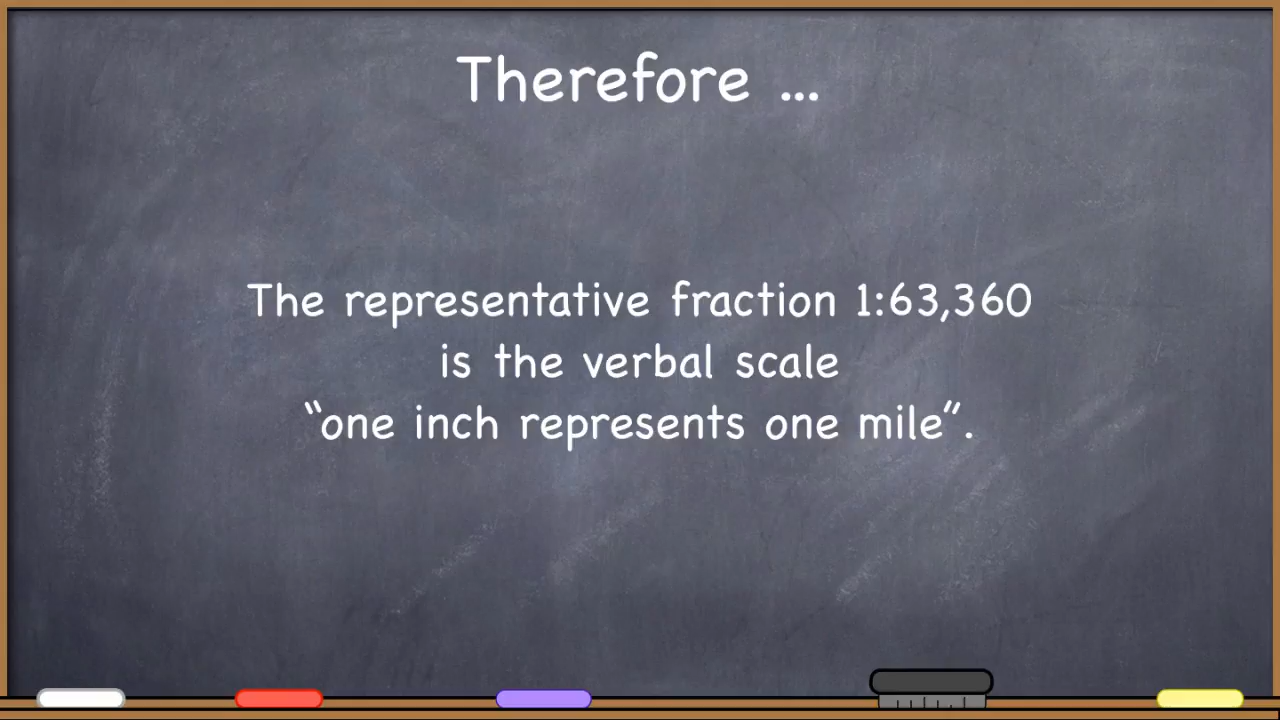 Therefore ...
The representative fraction 1:63,360
is the verbal scale
“one inch represents one mile”.